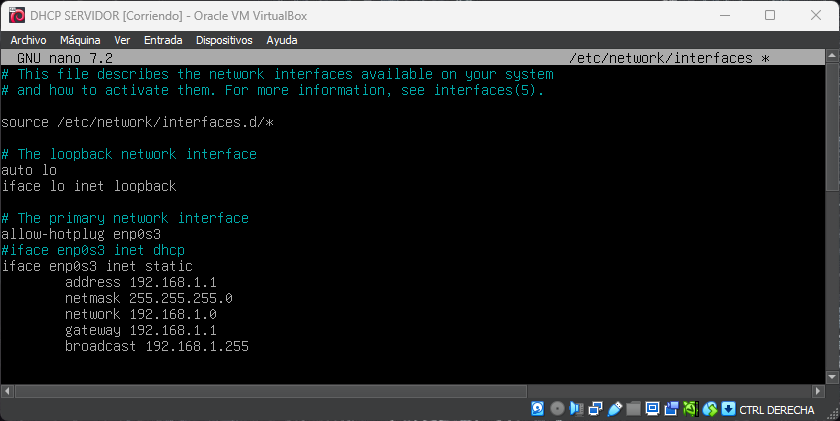 DHCP SERVIDOR [Corriendo] - Oracle VM VirtualBox
Archivo Máquina Ver Entrada Dispositivos Ayuda
GNU nano 7.2 /etc/network/interfaces *
# This file describes the network interfaces available on your system
# and how to activate them. For more information, see interfaces(5).
source /etc/network/interfaces.d/*
# The loopback network interface
auto lo
iface lo inet loopback
# The primary network interface
allow-hotplug enp0s3
#iface enp0s3 inet dhcp
iface enp0s3 inet static
address 192.168.1.1
netmask 255.255.255.0
network 192.168.1.0
gateway 192.168.1.1
broadcast 192.168.1.255
CTRL DERECHA